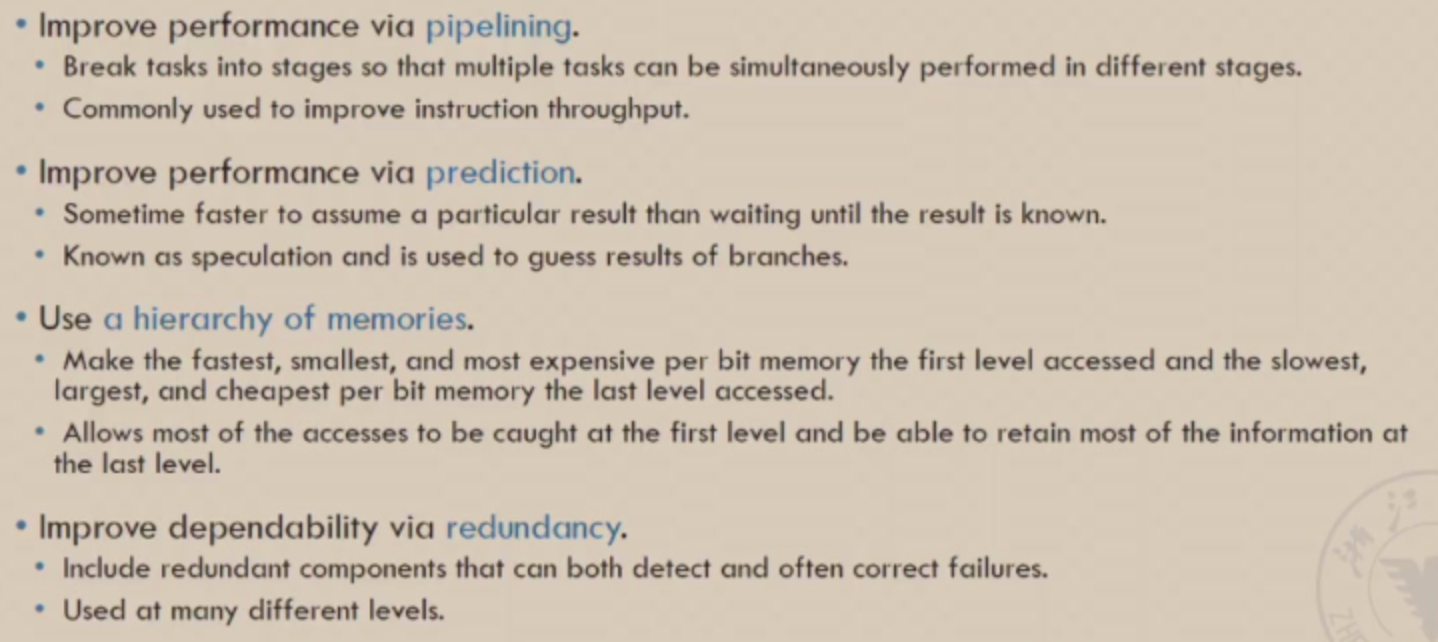 • Improve performance via pipelining.
• Break tasks into stages so that multiple tasks can be simultaneously performed in different stages.
• Commonly used to improve instruction throughput.
• Improve performance via prediction.
• Sometime faster to assume a particular result than waiting until the result is known.
• Known as speculation and is used to guess results of branches.
• Use a hierarchy of memories.
• Make the fastest, smallest, and most expensive per bit memory the first level accessed and the slowest,
largest, and cheapest per bit memory the last level accessed.
• Allows most of the accesses to be caught at the first level and be able to retain most of the information at
the last level.
• Improve dependability via redundancy.
• Include redundant components that can both detect and often correct failures.
• Used at many different levels.
浙江
ZH